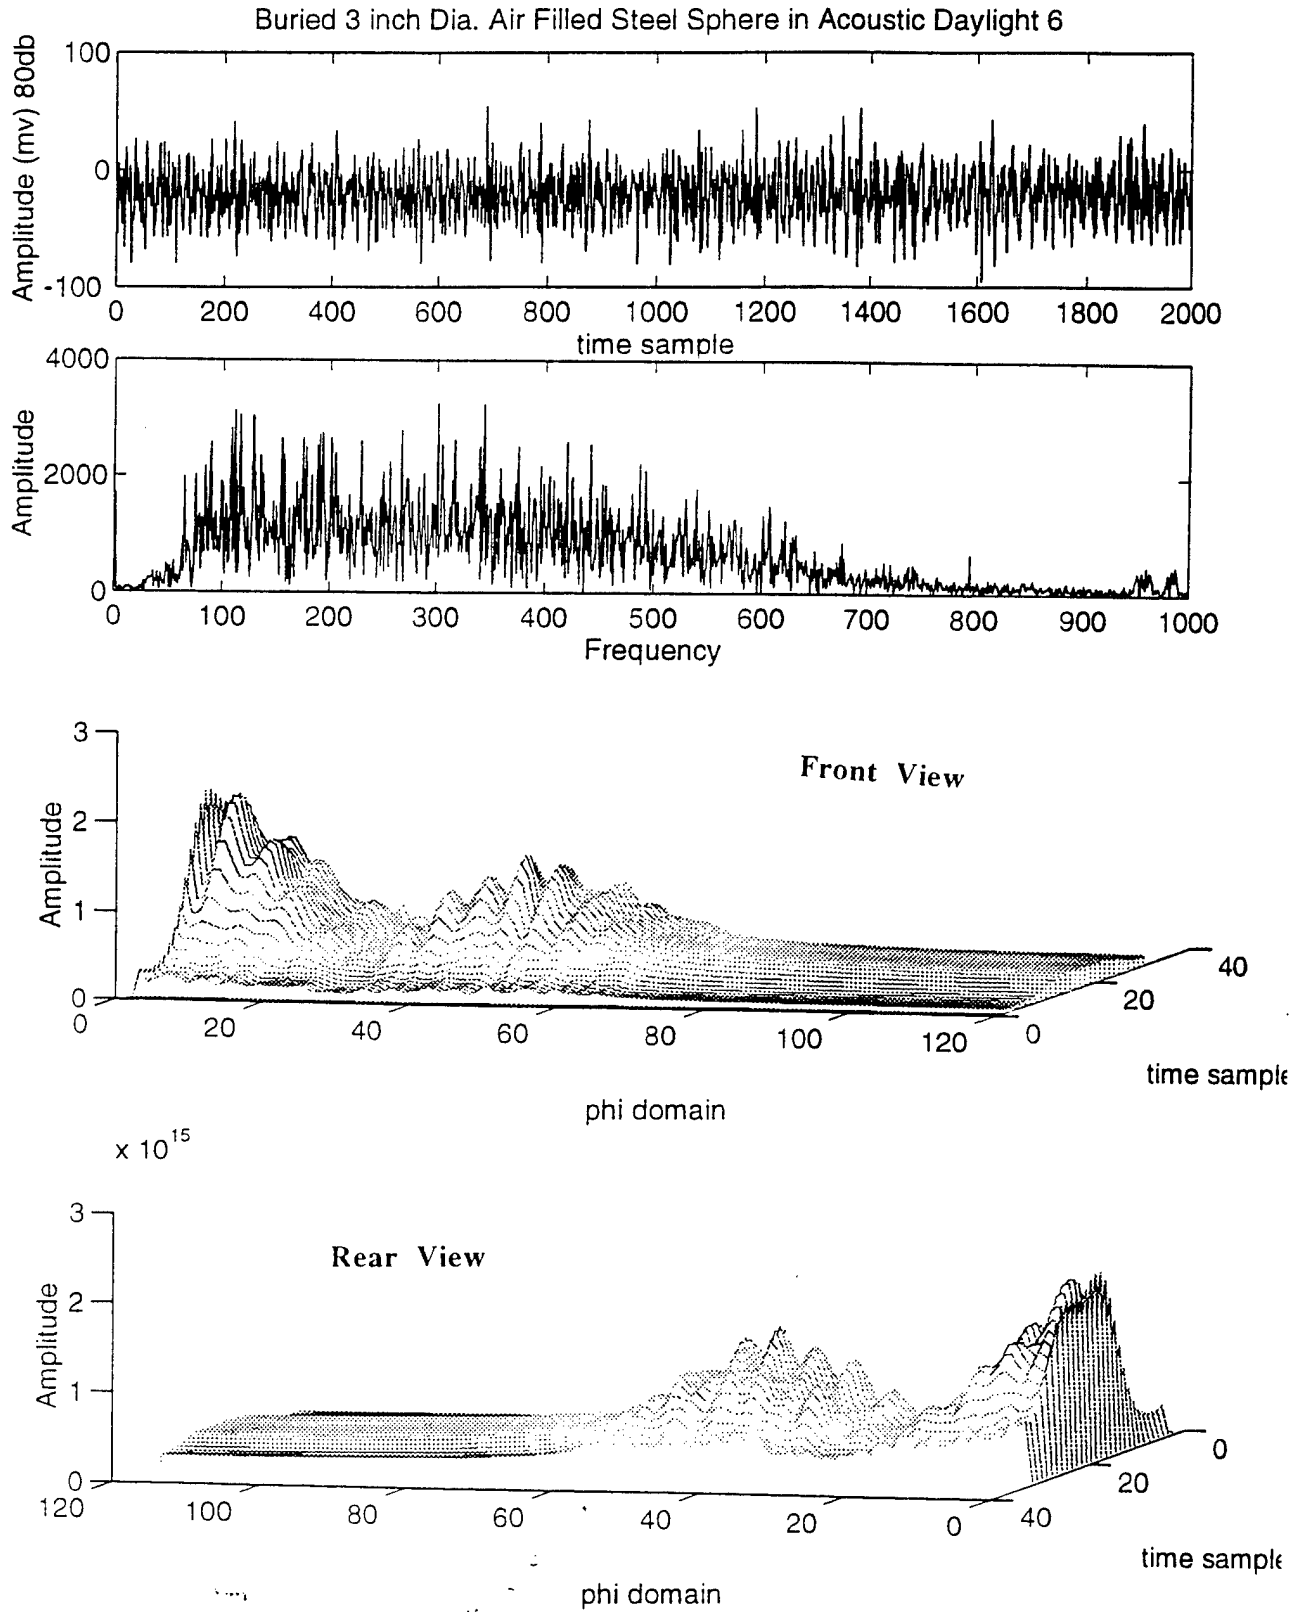 Buried 3 inch Dia. Air Filled Steel Sphere in Acoustic Daylight 6
Amplitude (mv) 80db
100
0
-100
0 200 400 600 800 1000 1200 1400 1600 1800 2000
time sample
Amplitude
4000
2000
0
0 100 200 300 400 500 600 700 800 900 1000
Frequency
Front View
Amplitude
3
2
1
0
0 20 40 60 80 100 120
0 20 40
time sample
phi domain
x 10^15
Rear View
Amplitude
3
2
1
0
120 100 80 60 40 20 0
40 20 0
time sample
phi domain